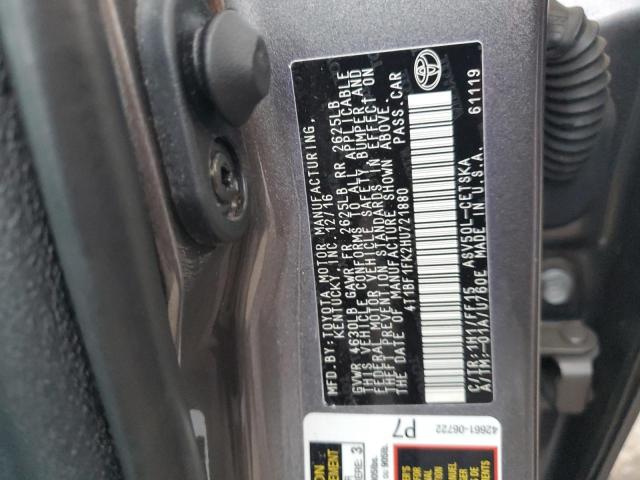 MFD.BY:TOYOTA MOTOR MANUFACTURING,
KENTUCKY, INC. 12/16
GVWR 4630LB GAWR FR 2625LB RR 2625LB
THIS VEHICLE CONFORMS TO ALL APPLICABLE
FEDERAL MOTOR VEHICLE SAFETY, BUMPER, AND
THEFT PREVENTION STANDARDS IN EFFECT ON
THE DATE OF MANUFACTURE SHOWN ABOVE.
4T1BF1FK2HU721880 PASS.CAR
C/TR: 1H1/FF15 ASV50L-CETSKA
A/TM:-01A/U760E MADE IN U.S.A. 61119
42661-06722
P7